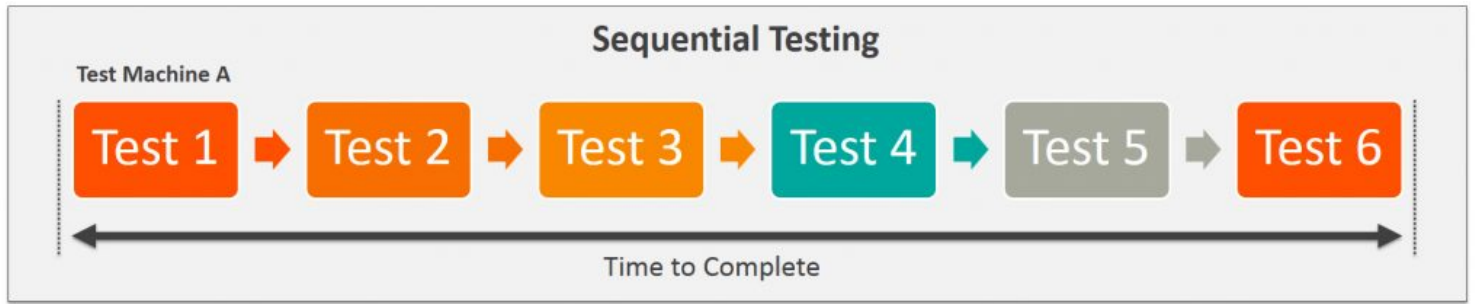 Sequential Testing
Test Machine A
Test 1
Test 2
Test 3
Test 4
Test 5
Test 6
Time to Complete